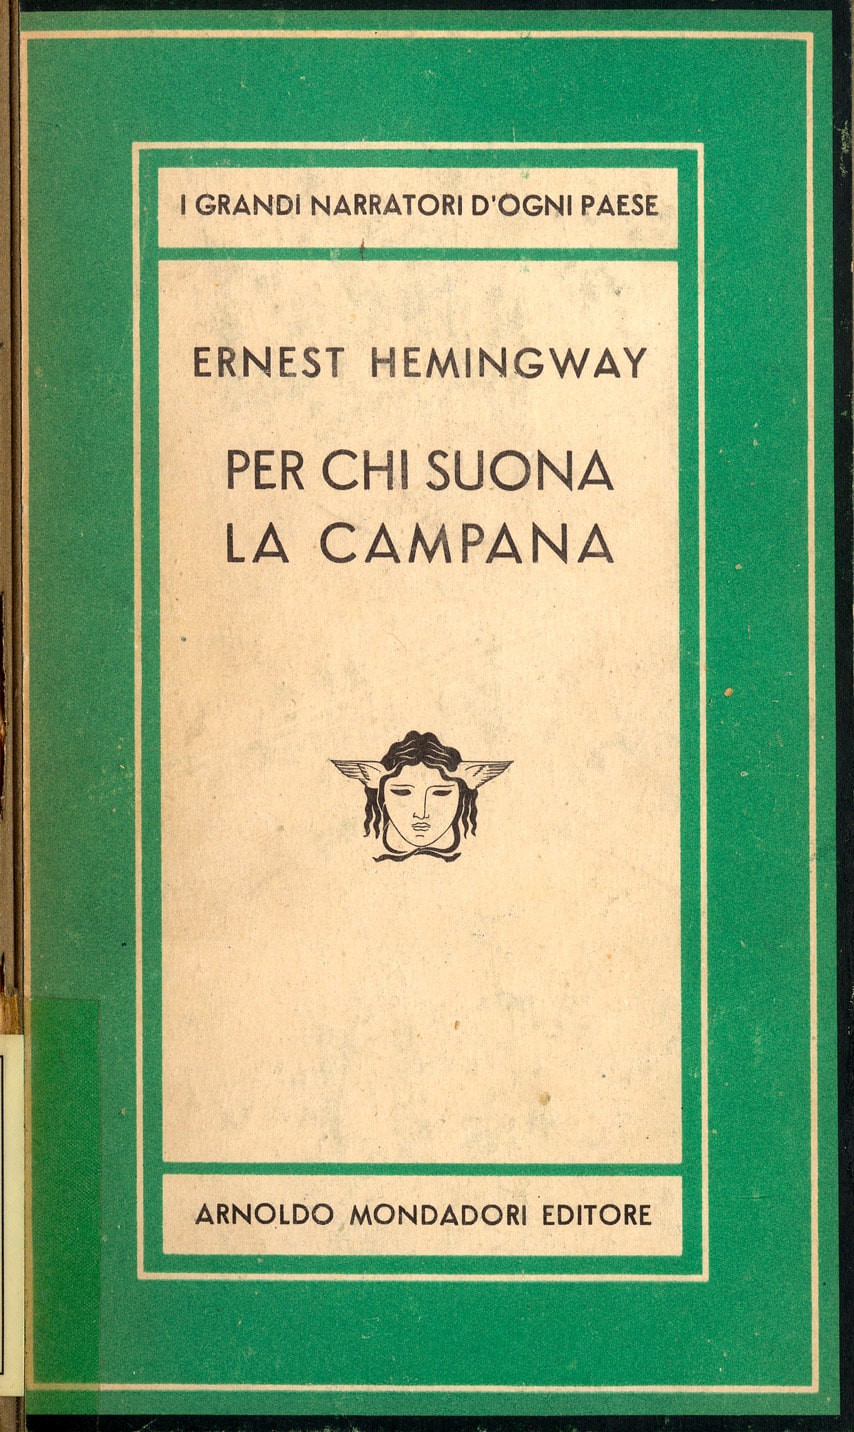 I GRANDI NARRATORI D'OGNI PAESE
ERNEST HEMINGWAY
PER CHI SUONA
LA CAMPANA
ARNOLDO MONDADORI EDITORE